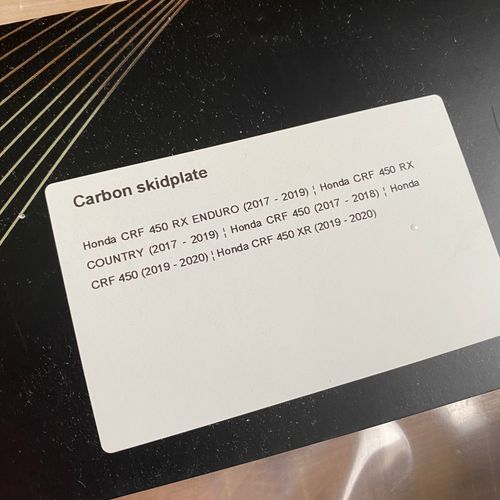 Carbon skidplate
Honda CRF 450 RX ENDURO (2017 - 2019) ¦ Honda CRF 450 RX
COUNTRY (2017 - 2019) ¦ Honda CRF 450 (2017 - 2018) ¦ Honda
CRF 450 (2019 - 2020) ¦ Honda CRF 450 XR (2019 - 2020)